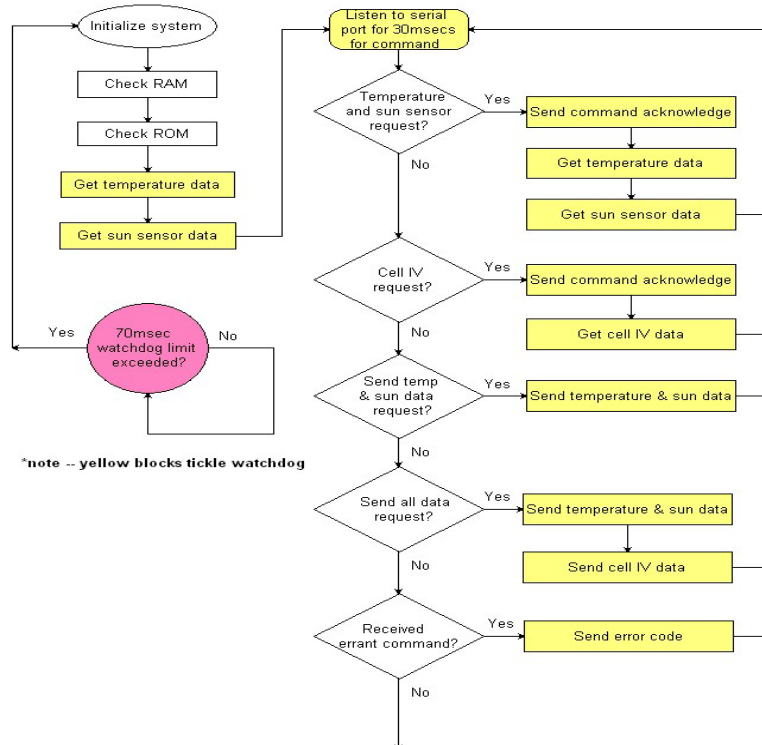 Initialize system
Check RAM
Check ROM
Get temperature data
Get sun sensor data
Yes
70msec
watchdog limit
exceeded?
No
*note -- yellow blocks tickle watchdog
Listen to serial
port for 30msecs
for command
Temperature
and sun sensor
request?
Yes
Send command acknowledge
Get temperature data
Get sun sensor data
No
Cell IV
request?
Yes
Send command acknowledge
Get cell IV data
No
Send temp
& sun data
request?
Yes
Send temperature & sun data
No
Send all data
request?
Yes
Send temperature & sun data
Send cell IV data
No
Received
errant command?
Yes
Send error code
No